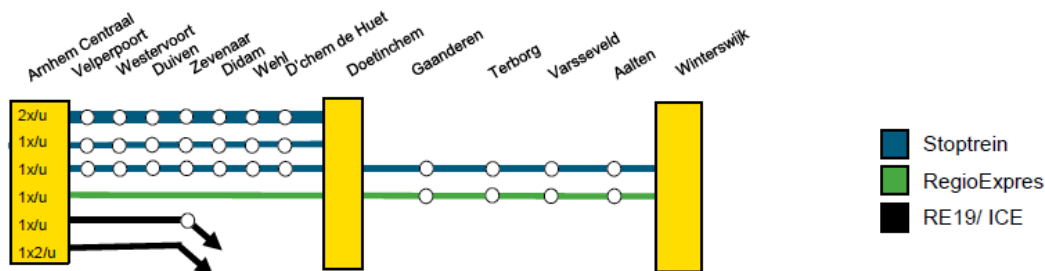 Arnhem Centraal
Velperpoort
Westervoort
Duiven
Zevenaar
Didam
Wehl
D'chem de Huet
Doetinchem
Gaanderen
Terborg
Varsseveld
Aalten
Winterswijk
2x/u
1x/u
1x/u
1x/u
1x/u
1x2/u
Stoptrein
RegioExpres
RE19/ ICE